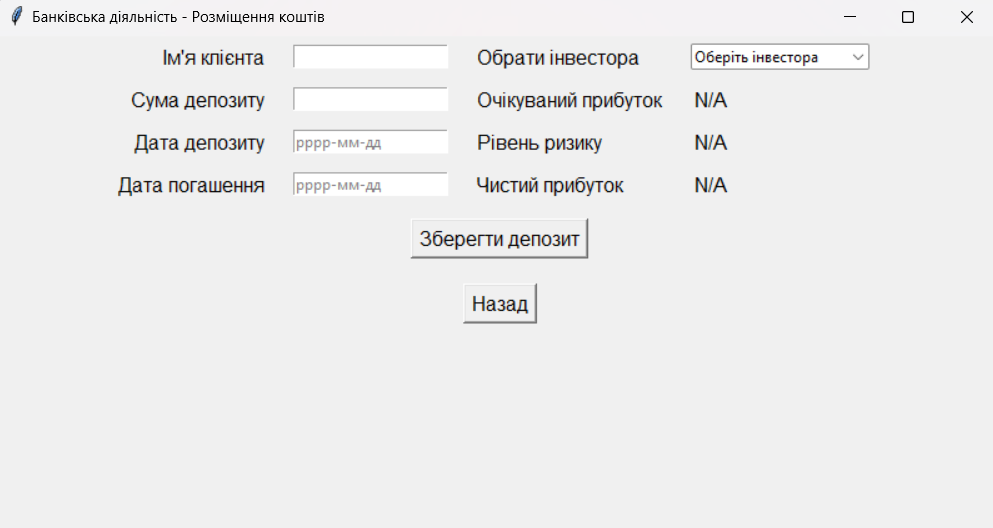 Банківська діяльність - Розміщення коштів
Ім'я клієнта Обрати інвестора Оберіть інвестора
Сума депозиту Очікуваний прибуток N/A
Дата депозиту рррр-мм-дд Рівень ризику N/A
Дата погашення рррр-мм-дд Чистий прибуток N/A
Зберегти депозит
Назад